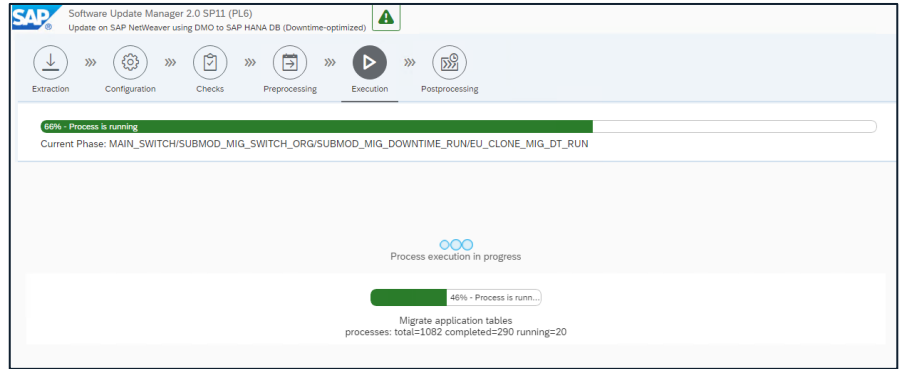 SAP
Software Update Manager 2.0 SP11 (PL6)
Update on SAP NetWeaver using DMO to SAP HANA DB (Downtime-optimized)
Extraction
Configuration
Checks
Preprocessing
Execution
Postprocessing
66% - Process is running
Current Phase: MAIN_SWITCH/SUBMOD_MIG_SWITCH_ORG/SUBMOD_MIG_DOWNTIME_RUN/EU_CLONE_MIG_DT_RUN
Process execution in progress
46% - Process is runn...
Migrate application tables
processes: total=1082 completed=290 running=20